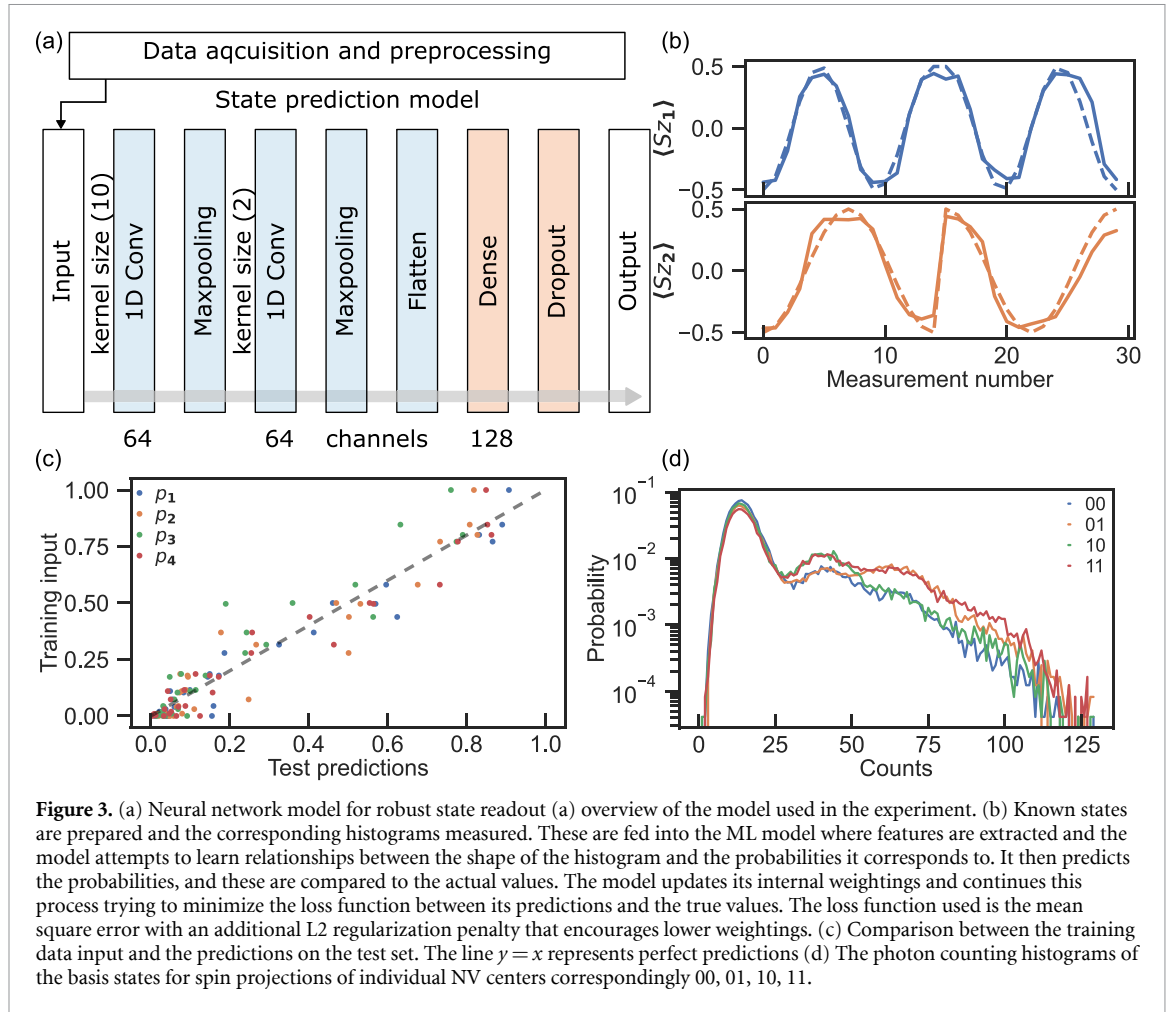 (a)
Data aqcuisition and preprocessing
State prediction model
Input
kernel size (10)
1D Conv
Maxpooling
kernel size (2)
1D Conv
Maxpooling
Flatten
Dense
Dropout
Output
64
64
channels
128
(b)
0.5
0.0
−0.5
⟨Sz1⟩
0.5
0.0
−0.5
⟨Sz2⟩
0
10
20
30
Measurement number
(c)
1.00
0.75
0.50
0.25
0.00
Training input
p1
p2
p3
p4
0.0
0.2
0.4
0.6
0.8
1.0
Test predictions
(d)
10−1
10−2
10−3
10−4
Probability
00
01
10
11
0
25
50
75
100
125
Counts
Figure 3. (a) Neural network model for robust state readout (a) overview of the model used in the experiment. (b) Known states
are prepared and the corresponding histograms measured. These are fed into the ML model where features are extracted and the
model attempts to learn relationships between the shape of the histogram and the probabilities it corresponds to. It then predicts
the probabilities, and these are compared to the actual values. The model updates its internal weightings and continues this
process trying to minimize the loss function between its predictions and the true values. The loss function used is the mean
square error with an additional L2 regularization penalty that encourages lower weightings. (c) Comparison between the training
data input and the predictions on the test set. The line y = x represents perfect predictions (d) The photon counting histograms of
the basis states for spin projections of individual NV centers correspondingly 00, 01, 10, 11.